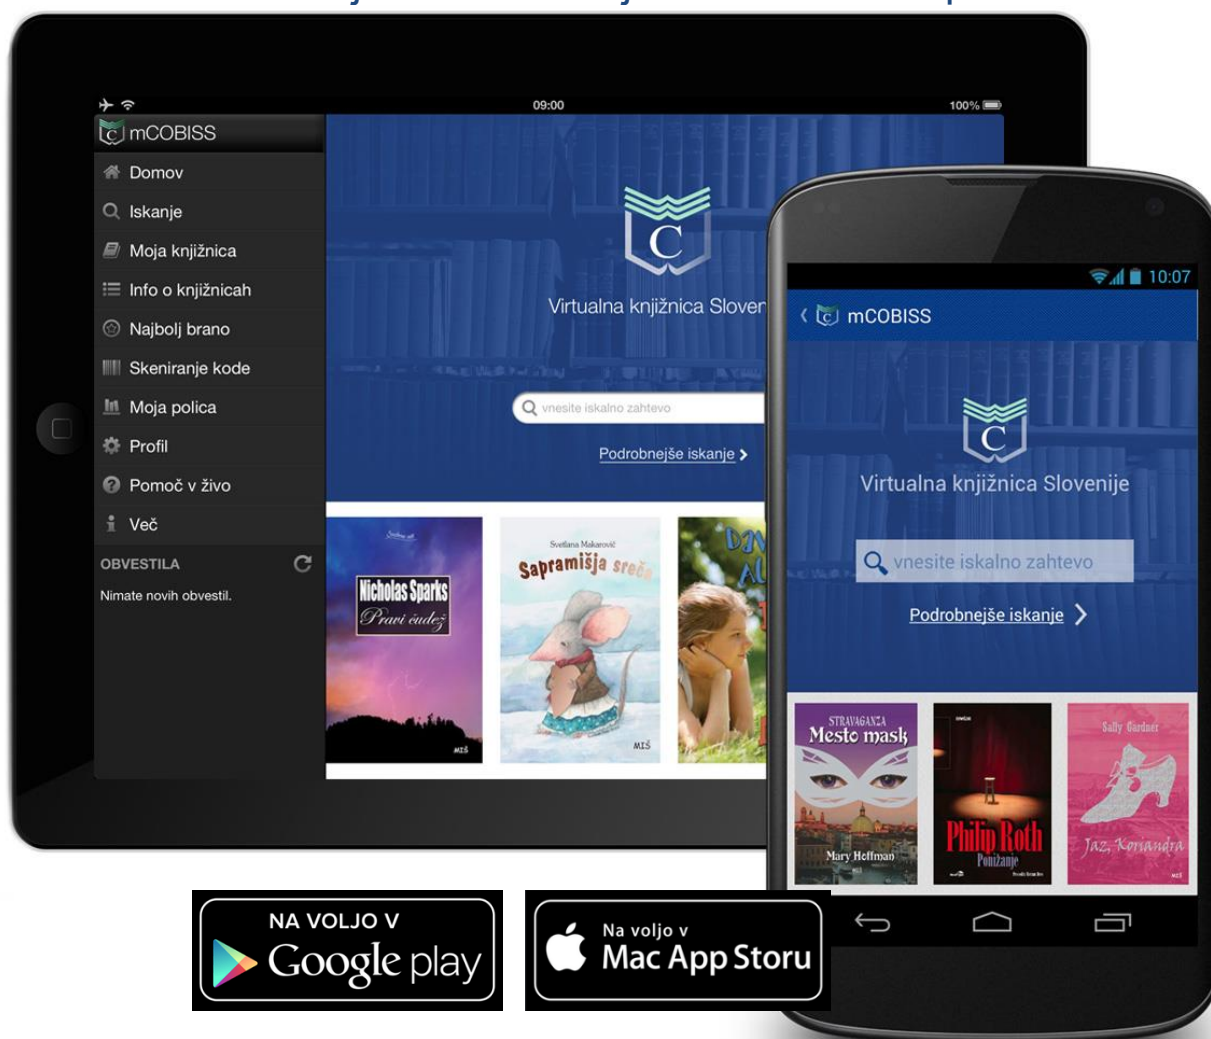 09:00
100%
mCOBISS
Domov
Iskanje
Moja knjižnica
Info o knjižnicah
Najbolj brano
Skeniranje kode
Moja polica
Profil
Pomoč v živo
Več
OBVESTILA
Nimate novih obvestil.
C
Virtualna knjižnica Sloven
vnesite iskalno zahtevo
Podrobnejše iskanje
Nicholas Sparks
Pravi čudež
MIŠ
Svetlana Makarovič
Sapramišja sreča
MIŠ
10:07
mCOBISS
C
Virtualna knjižnica Slovenije
vnesite iskalno zahtevo
Podrobnejše iskanje
STRAVAGANZA
Mesto mask
Mary Hoffman
Philip Roth
Ponižanje
Sally Gardner
Jaz, Koriandra
MIŠ
NA VOLJO V
Google play
Na voljo v
Mac App Storu